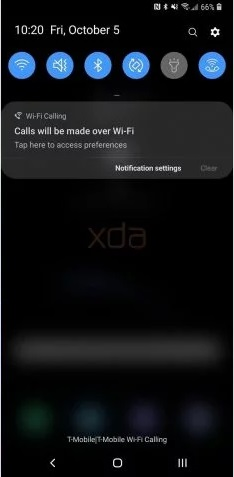 66%
10:20 Fri, October 5
Wi-Fi Calling
Calls will be made over Wi-Fi
Tap here to access preferences
Notification settings Clear
xda
T-Mobile|T-Mobile Wi-Fi Calling